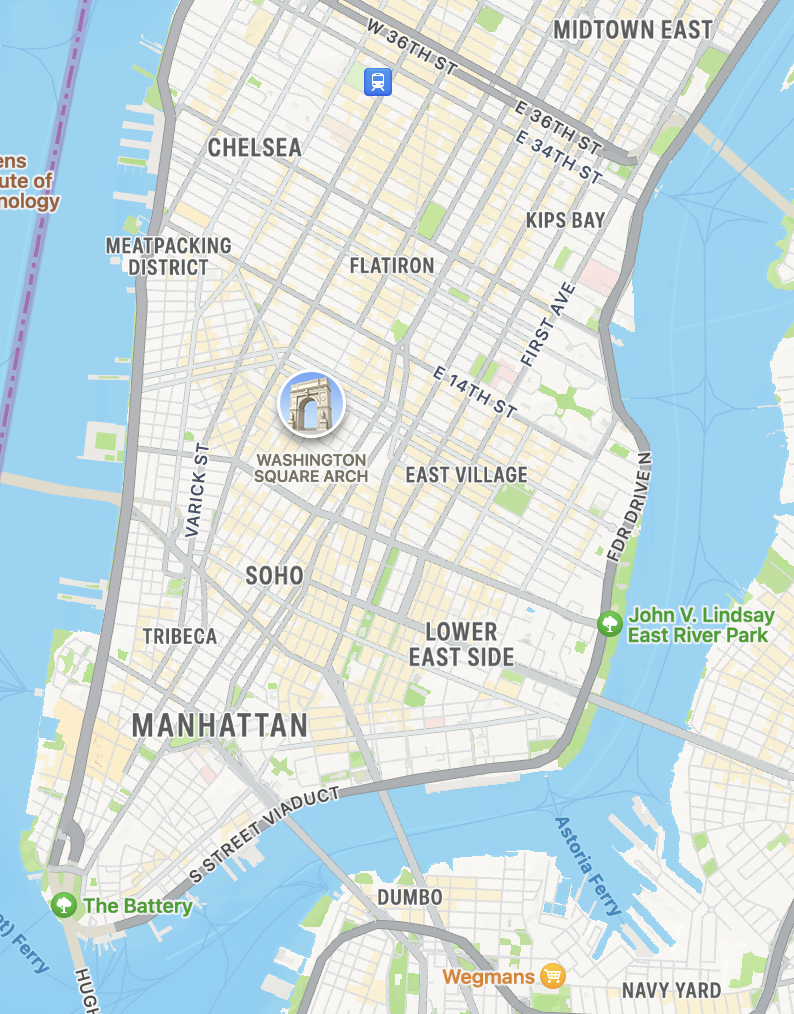 MIDTOWN EAST
W 36TH ST
E 36TH ST
E 34TH ST
CHELSEA
ens
ute of
nology
KIPS BAY
MEATPACKING
DISTRICT
FLATIRON
FIRST AVE
E 14TH ST
WASHINGTON
SQUARE ARCH
EAST VILLAGE
VARICK ST
FDR DRIVE N
SOHO
TRIBECA
LOWER
EAST SIDE
John V. Lindsay
East River Park
MANHATTAN
S STREET VIADUCT
Astoria Ferry
DUMBO
The Battery
t) Ferry
HUGH
Wegmans
NAVY YARD